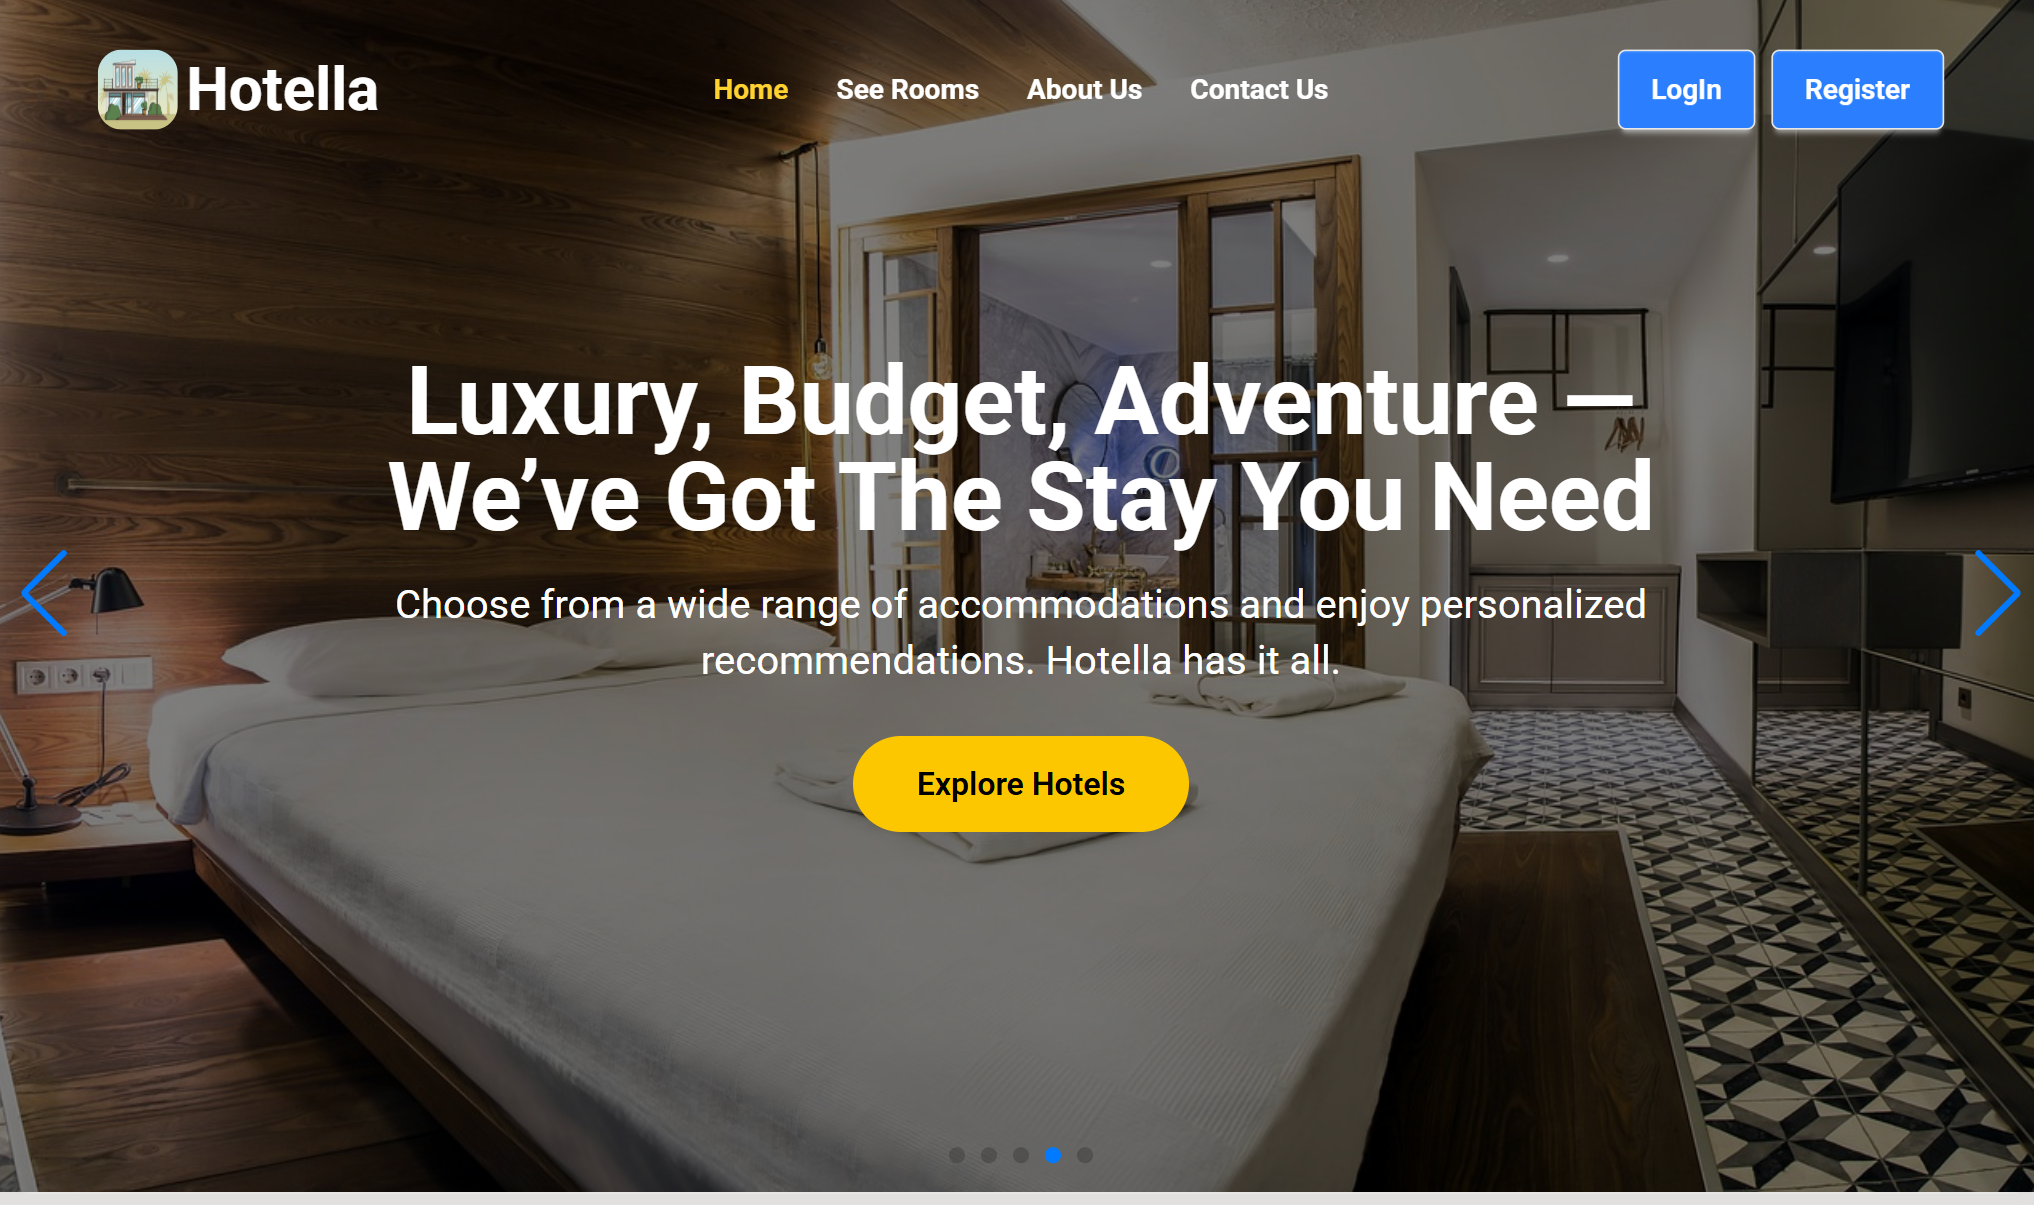 Hotella
Home See Rooms About Us Contact Us
LogIn Register
Luxury, Budget, Adventure —
We’ve Got The Stay You Need
Choose from a wide range of accommodations and enjoy personalized
recommendations. Hotella has it all.
Explore Hotels